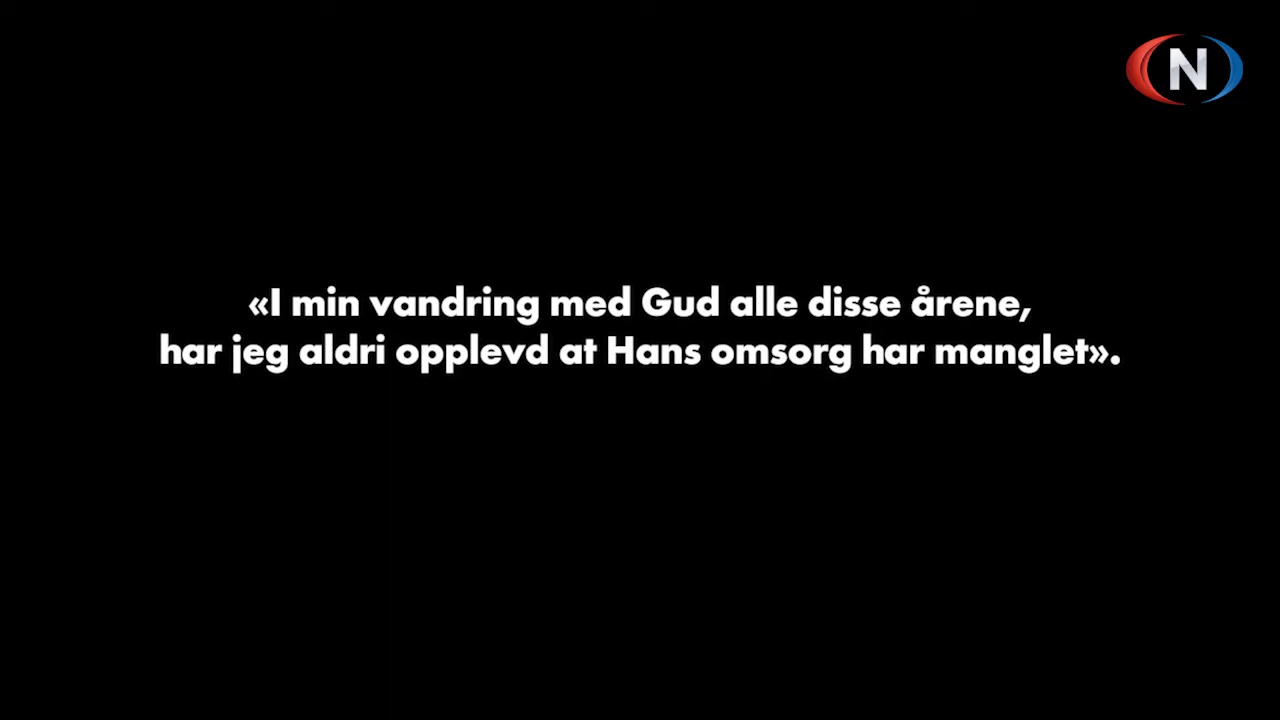 N
«I min vandring med Gud alle disse årene,
har jeg aldri opplevd at Hans omsorg har manglet».